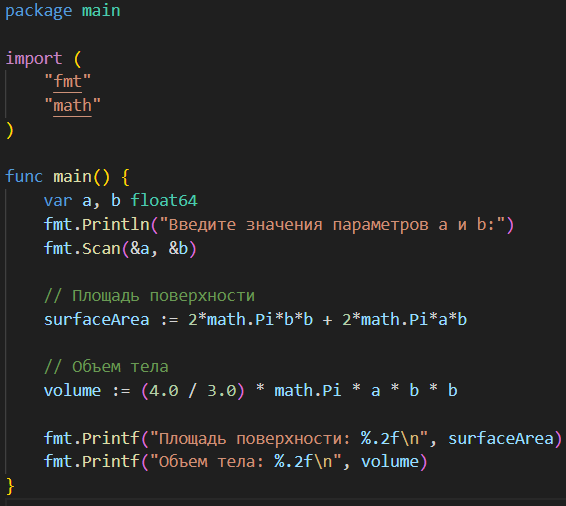 package main
import (
    "fmt"
    "math"
)
func main() {
    var a, b float64
    fmt.Println("Введите значения параметров a и b:")
    fmt.Scan(&a, &b)
    // Площадь поверхности
    surfaceArea := 2*math.Pi*b*b + 2*math.Pi*a*b
    // Объем тела
    volume := (4.0 / 3.0) * math.Pi * a * b * b
    fmt.Printf("Площадь поверхности: %.2f\n", surfaceArea)
    fmt.Printf("Объем тела: %.2f\n", volume)
}